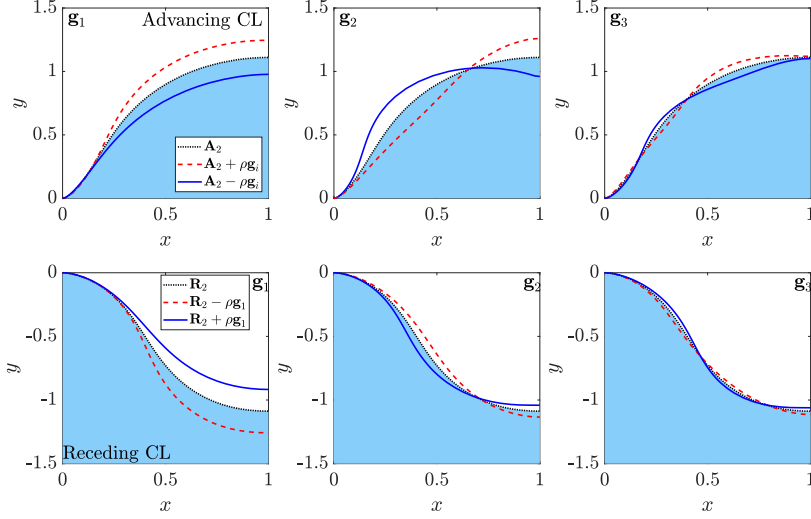 g₁ Advancing CL
y
1.5
1
0.5
0
A₂
A₂ + ρgᵢ
A₂ − ρgᵢ
0 0.5 1
x
g₂
y
1.5
1
0.5
0
0 0.5 1
x
g₃
y
1.5
1
0.5
0
0 0.5 1
x
g₁
y
0
-0.5
-1
-1.5
R₂
R₂ − ρg₁
R₂ + ρg₁
Receding CL
0 0.5 1
x
g₂
y
0
-0.5
-1
-1.5
0 0.5 1
x
g₃
y
0
-0.5
-1
-1.5
0 0.5 1
x